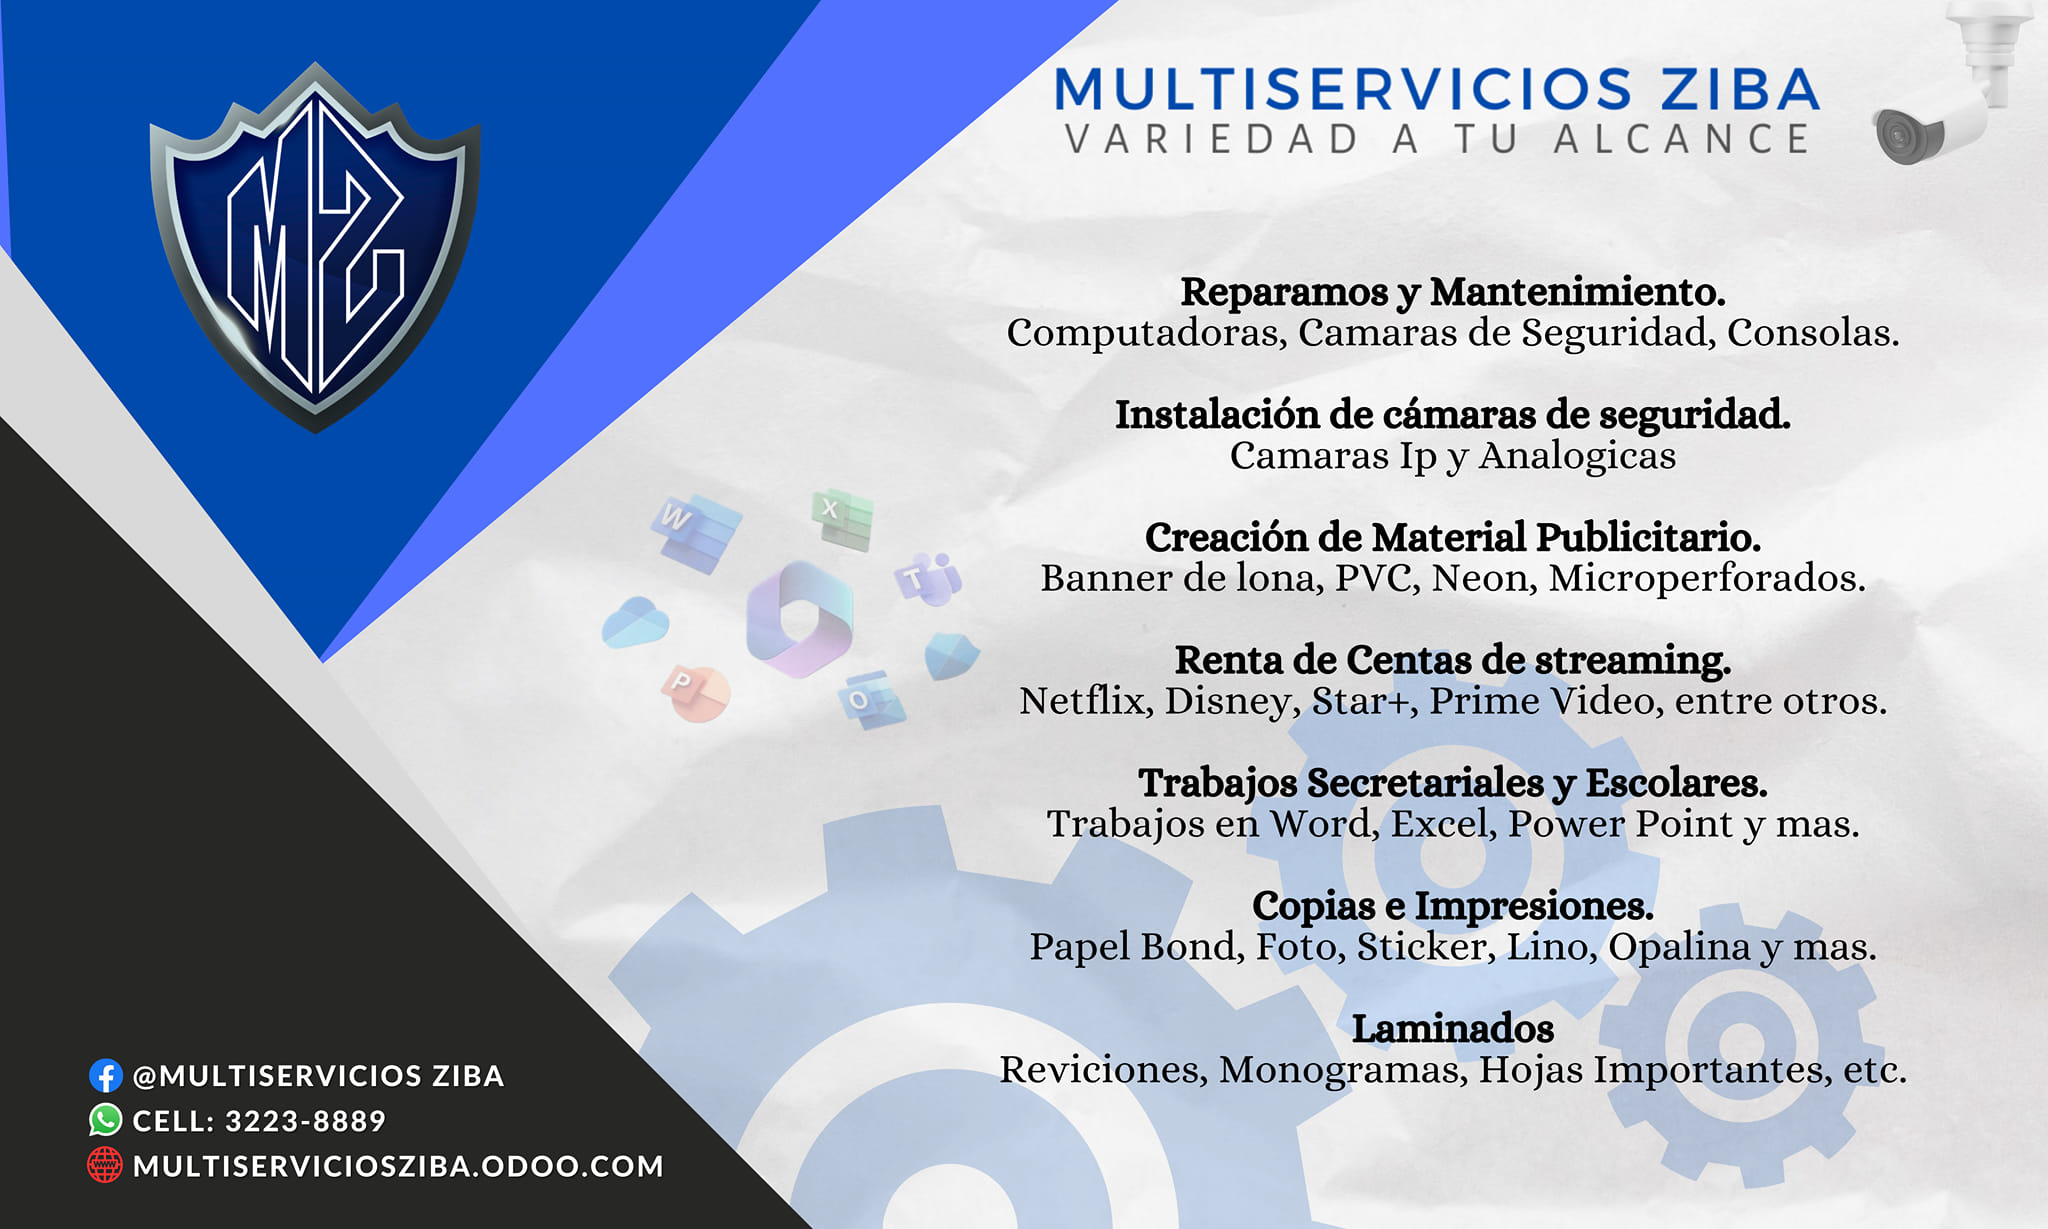 MZ
MULTISERVICIOS ZIBA
VARIEDAD A TU ALCANCE
Reparamos y Mantenimiento.
Computadoras, Camaras de Seguridad, Consolas.
Instalación de cámaras de seguridad.
Camaras Ip y Analogicas
Creación de Material Publicitario.
Banner de lona, PVC, Neon, Microperforados.
Renta de Centas de streaming.
Netflix, Disney, Star+, Prime Video, entre otros.
Trabajos Secretariales y Escolares.
Trabajos en Word, Excel, Power Point y mas.
Copias e Impresiones.
Papel Bond, Foto, Sticker, Lino, Opalina y mas.
Laminados
Reviciones, Monogramas, Hojas Importantes, etc.
W
X
T
P
O
@MULTISERVICIOS ZIBA
CELL: 3223-8889
MULTISERVICIOSZIBA.ODOO.COM